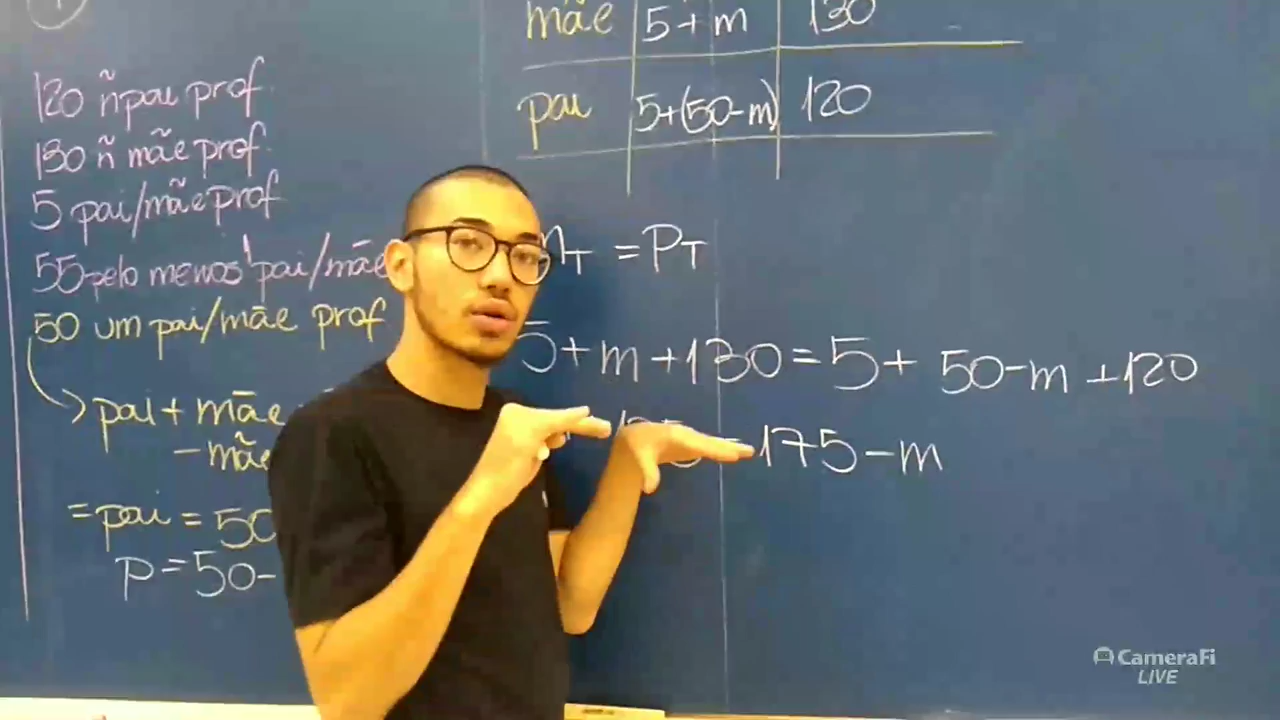 120 ñ pai prof.
130 ñ mãe prof.
5 pai/mãe prof
55 pelo menos 1 pai/mãe
50 um pai/mãe prof
pai + mãe
-mãe
= pai = 50
p = 50-
mãe 5+m 130
pai 5+(50-m) 120
T = PT
5+m+130=5+ 50-m+120
=175-m
CameraFi
LIVE